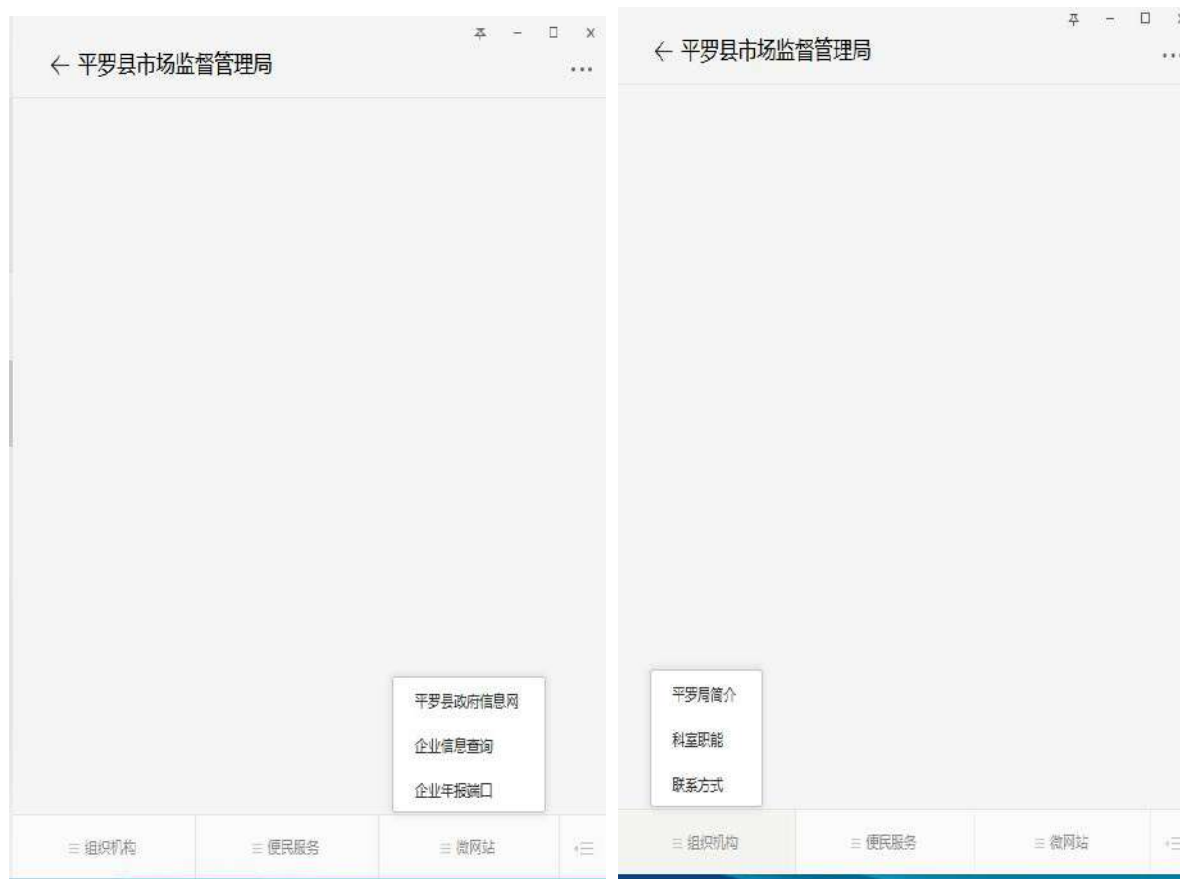 平罗县市场监督管理局
平罗县政府信息网
企业信息查询
企业年报端口
组织机构
便民服务
微网站
平罗县市场监督管理局
平罗局简介
科室职能
联系方式
组织机构
便民服务
微网站